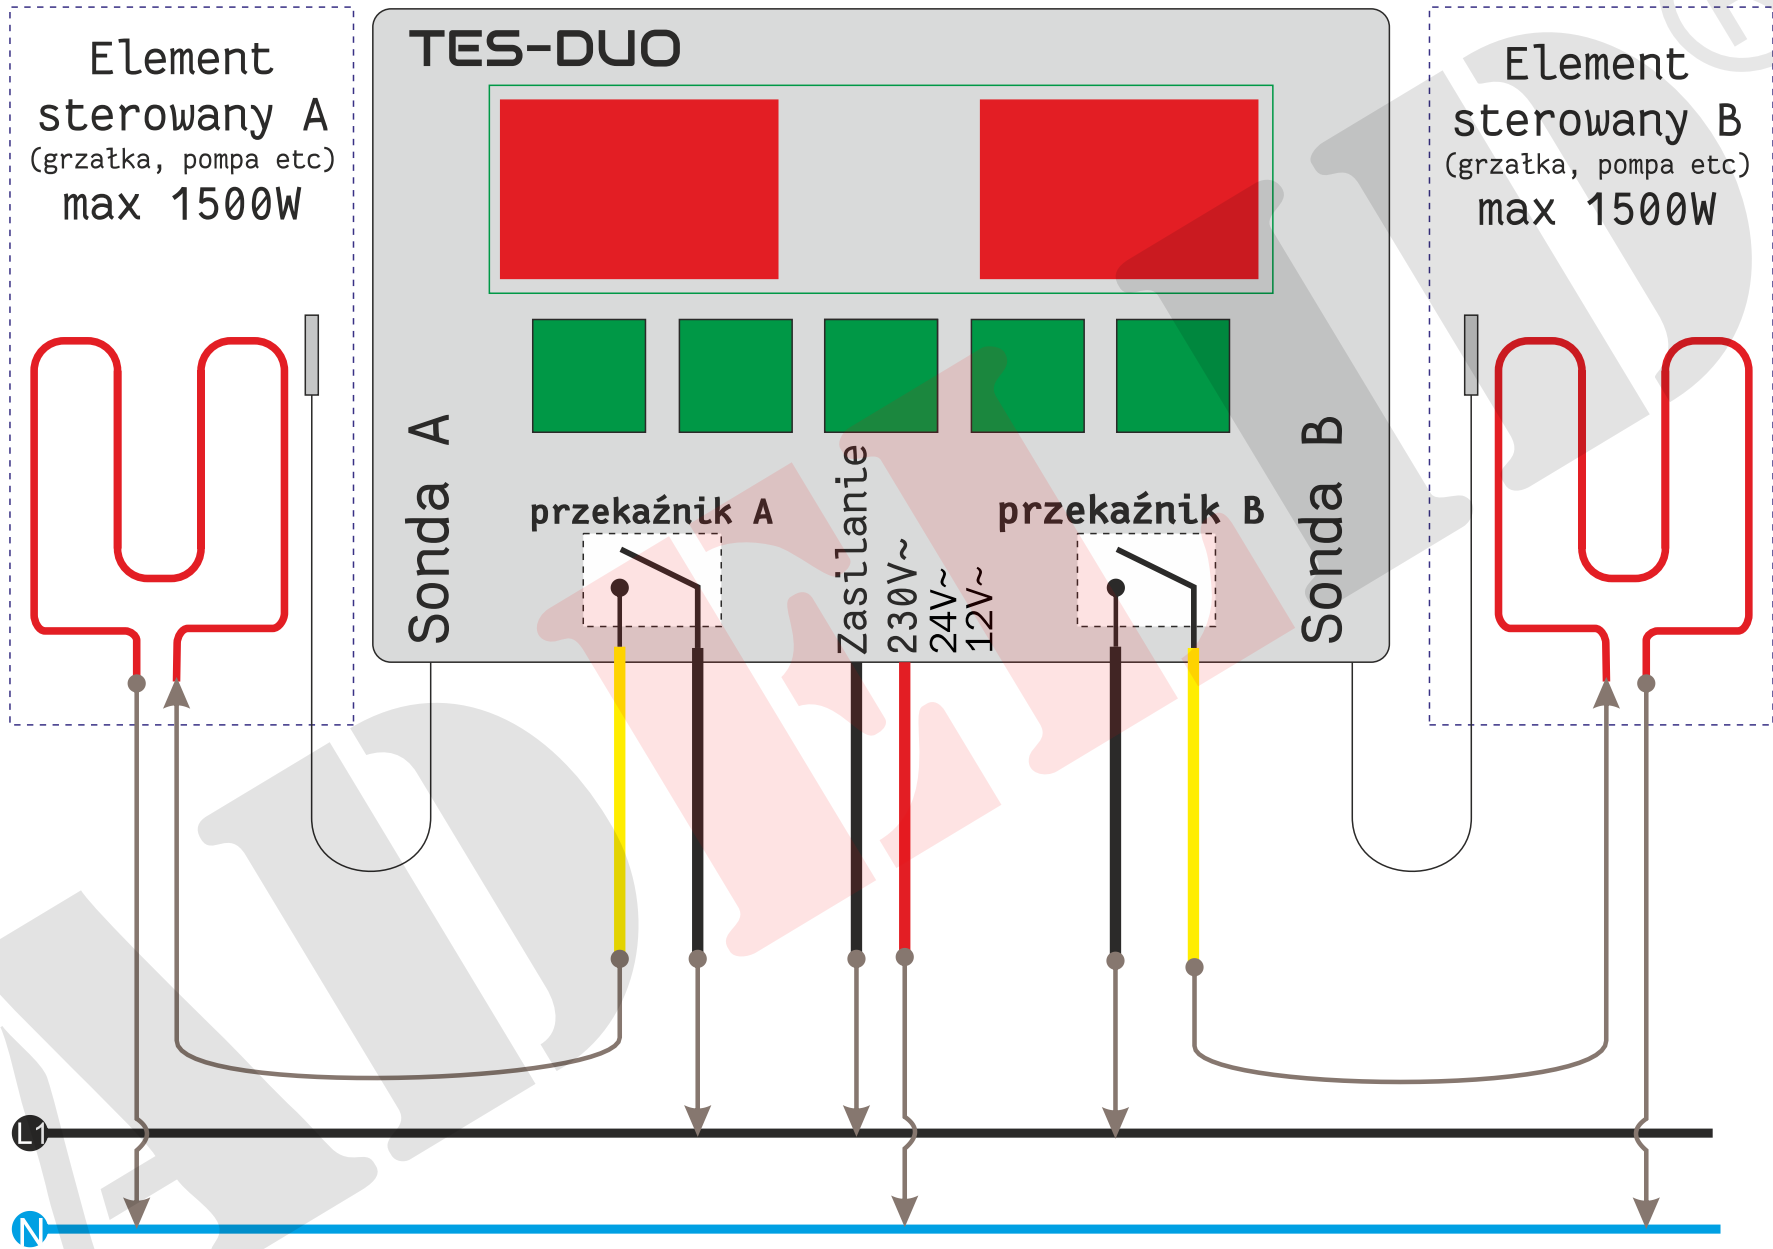 Element
sterowany A
(grzałka, pompa etc)
max 1500W
TES-DUO
Element
sterowany B
(grzałka, pompa etc)
max 1500W
Sonda A
przekaźnik A
Zasilanie
230V~
24V~
12V~
przekaźnik B
Sonda B
L1
N
ADELID®